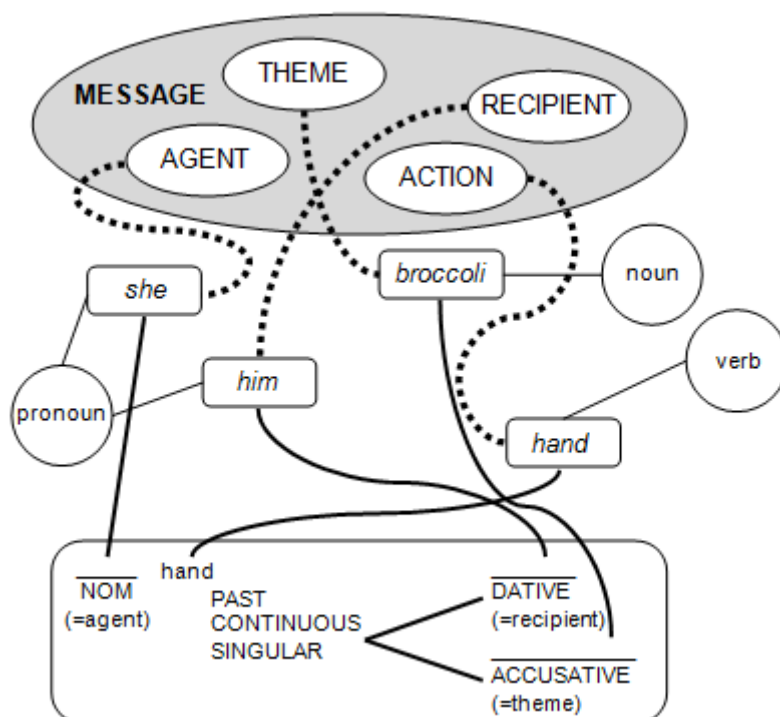 THEME
MESSAGE
RECIPIENT
AGENT
ACTION
broccoli
noun
she
verb
him
pronoun
hand
hand
NOM
(=agent)
PAST
CONTINUOUS
SINGULAR
DATIVE
(=recipient)
ACCUSATIVE
(=theme)